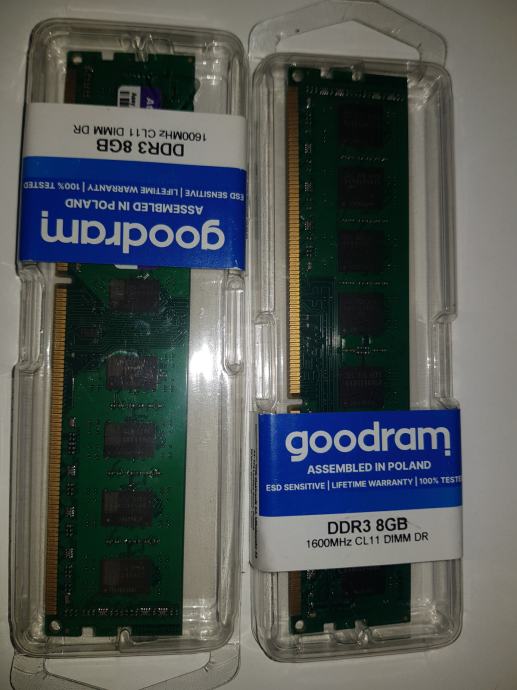 goodram
ASSEMBLED IN POLAND
ESD SENSITIVE | LIFETIME WARRANTY | 100% TESTED
DDR3 8GB
1600MHz CL11 DIMM DR
goodram
ASSEMBLED IN POLAND
ESD SENSITIVE | LIFETIME WARRANTY | 100% TESTE
DDR3 8GB
1600MHz CL11 DIMM DR